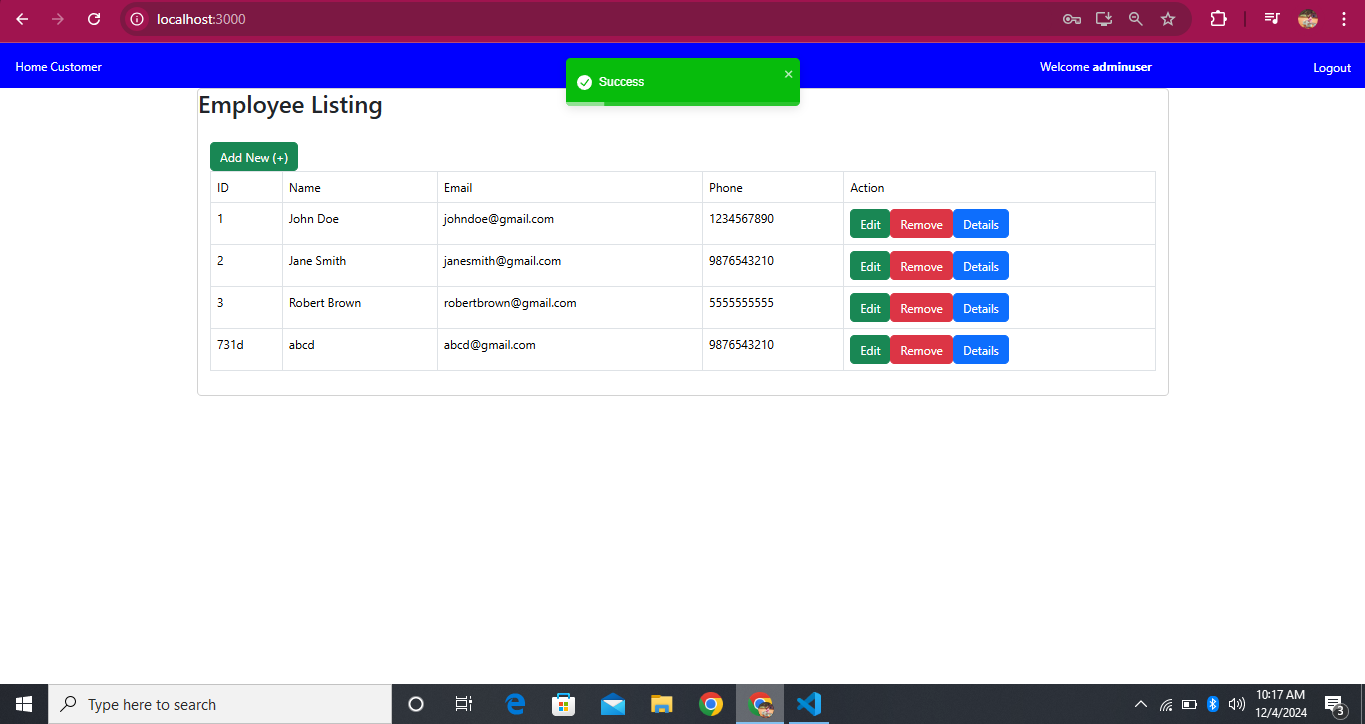 localhost:3000
Home Customer
Welcome adminuser
Logout
Success
Employee Listing
Add New (+)
ID Name Email Phone Action
1 John Doe johndoe@gmail.com 1234567890 Edit Remove Details
2 Jane Smith janesmith@gmail.com 9876543210 Edit Remove Details
3 Robert Brown robertbrown@gmail.com 5555555555 Edit Remove Details
731d abcd abcd@gmail.com 9876543210 Edit Remove Details
Type here to search
10:17 AM
12/4/2024
3